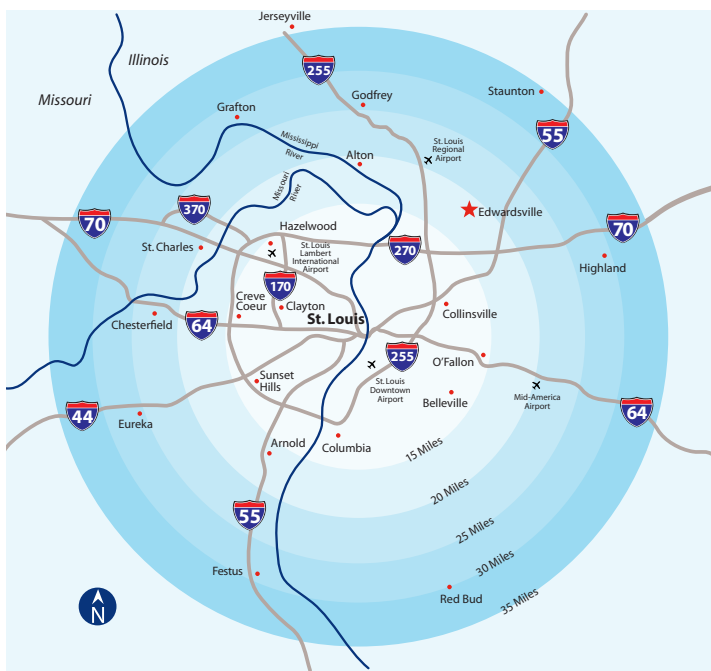 Jerseyville
Illinois
Missouri
255
Staunton
Godfrey
Grafton
55
Mississippi
River
St. Louis
Regional
Airport
Alton
Missouri
River
370
Edwardsville
70
Hazelwood
70
St. Charles
St. Louis
Lambert
International
Airport
270
Highland
170
Creve
Coeur
Clayton
Collinsville
Chesterfield
64
St. Louis
255
O'Fallon
Sunset
Hills
St. Louis
Downtown
Airport
Mid-America
Airport
44
Belleville
64
Eureka
Arnold
Columbia
15 Miles
20 Miles
55
25 Miles
30 Miles
Festus
35 Miles
Red Bud
N